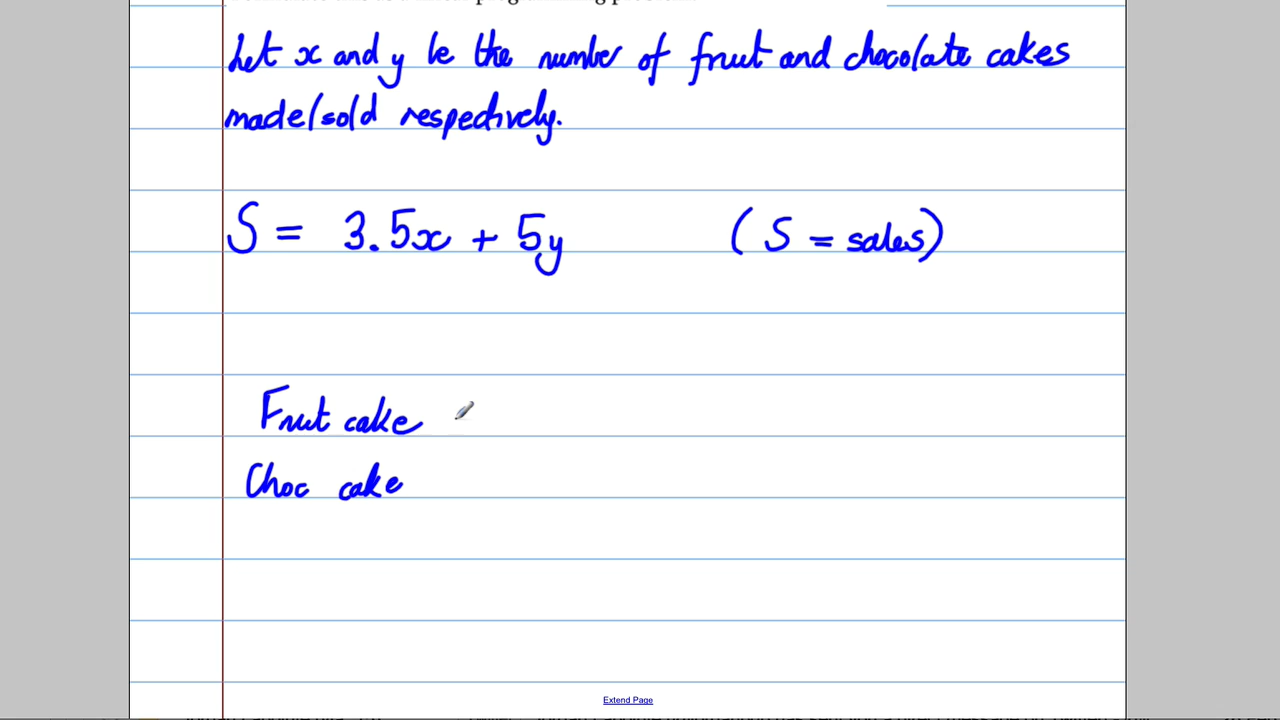 Let x and y be the number of fruit and chocolate cakes
made/sold respectively.
S = 3.5x + 5y (S = sales)
Fruit cake
Choc cake
Extend Page